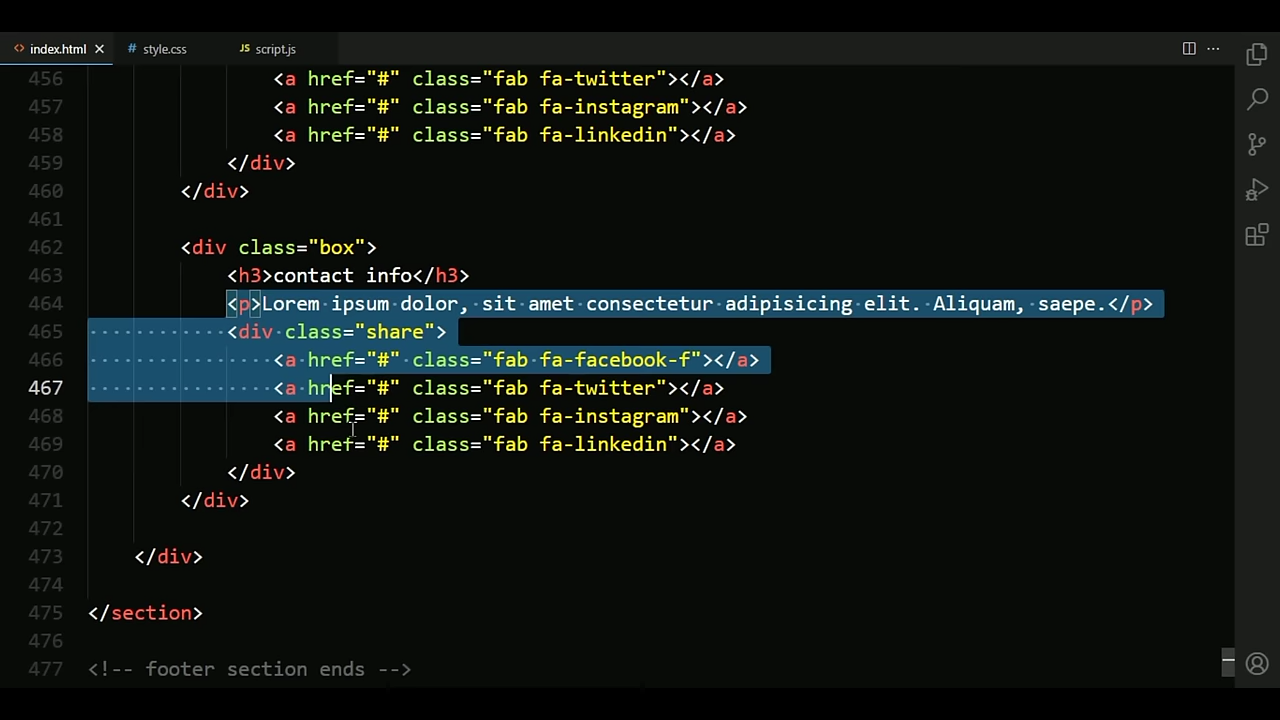 <> index.html ×
# style.css
JS script.js
···
456 <a href="#" class="fab fa-twitter"></a>
457 <a href="#" class="fab fa-instagram"></a>
458 <a href="#" class="fab fa-linkedin"></a>
459 </div>
460 </div>
461
462 <div class="box">
463 <h3>contact info</h3>
464 <p>Lorem ipsum dolor, sit amet consectetur adipisicing elit. Aliquam, saepe.</p>
465 <div class="share">
466 <a href="#" class="fab fa-facebook-f"></a>
467 <a href="#" class="fab fa-twitter"></a>
468 <a href="#" class="fab fa-instagram"></a>
469 <a href="#" class="fab fa-linkedin"></a>
470 </div>
471 </div>
472
473 </div>
474
475 </section>
476
477 <!-- footer section ends -->